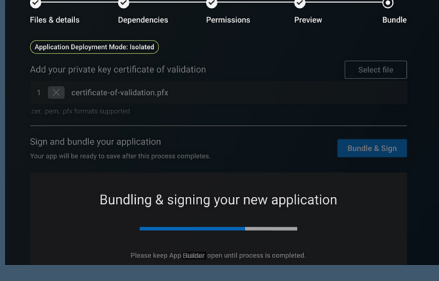 Files & details Dependencies Permissions Preview Bundle
Application Deployment Mode: Isolated
Add your private key certificate of validation
Select file
1 certificate-of-validation.pfx
.cer, .pem, .pfx formats supported
Sign and bundle your application
Your app will be ready to save after this process completes.
Bundle & Sign
Bundling & signing your new application
Please keep App Builder open until process is completed.